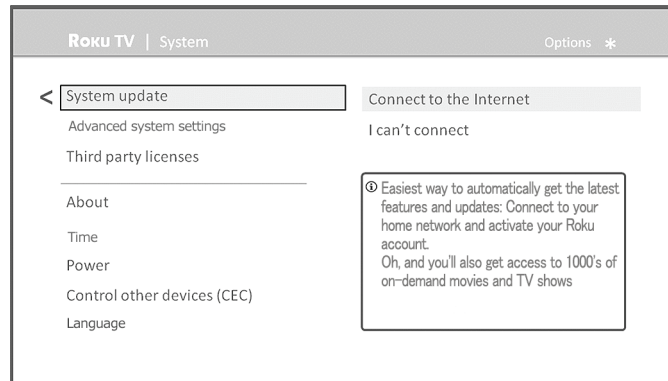 Roku TV | System
Options *
< System update
Advanced system settings
Third party licenses
About
Time
Power
Control other devices (CEC)
Language
Connect to the Internet
I can't connect
Easiest way to automatically get the latest
features and updates: Connect to your
home network and activate your Roku
account.
Oh, and you'll also get access to 1000's of
on-demand movies and TV shows